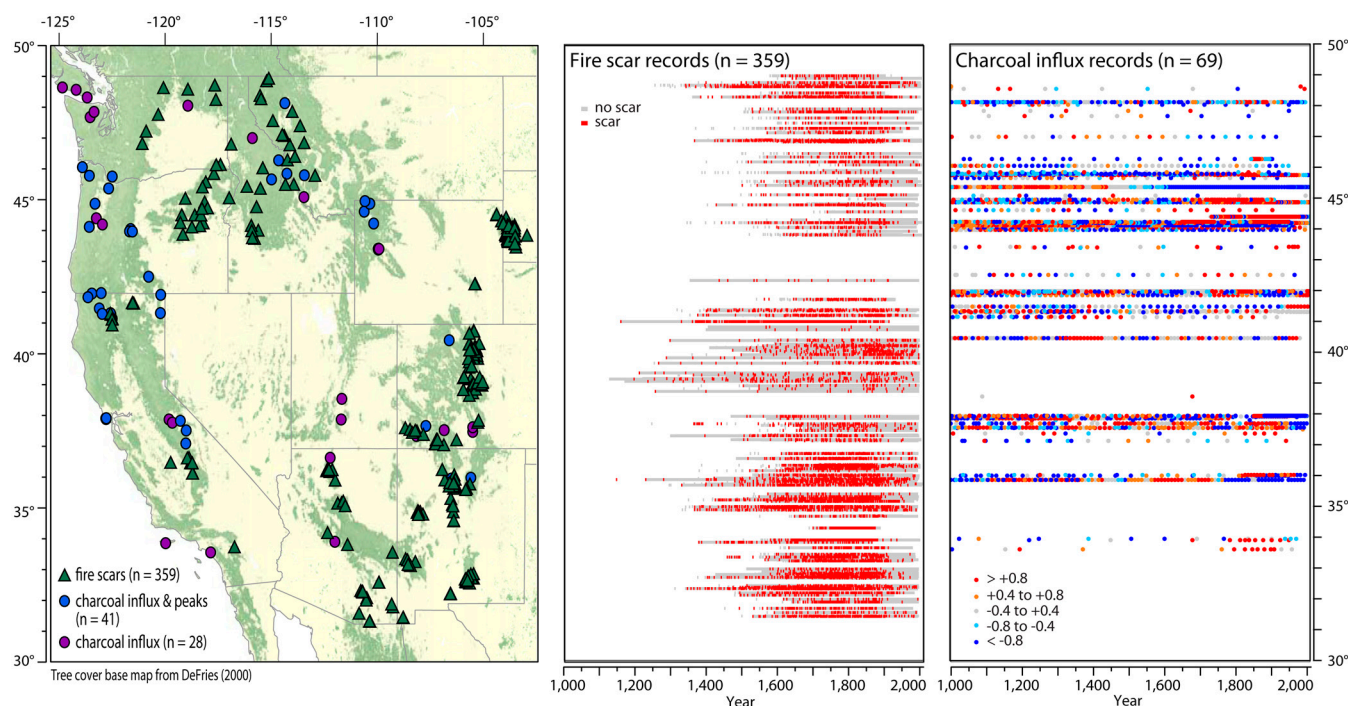 -125 -120 -115 -110 -105
50°
45°
40°
35°
30°
fire scars (n = 359)
charcoal influx & peaks
(n = 41)
charcoal influx (n = 28)
Tree cover base map from DeFries (2000)
Fire scar records (n = 359)
no scar
scar
1,000 1,200 1,400 1,600 1,800 2,000
Year
Charcoal influx records (n = 69)
> +0.8
+0.4 to +0.8
-0.4 to +0.4
-0.8 to -0.4
< -0.8
1,000 1,200 1,400 1,600 1,800 2,000
Year
50°
45°
40°
35°
30°